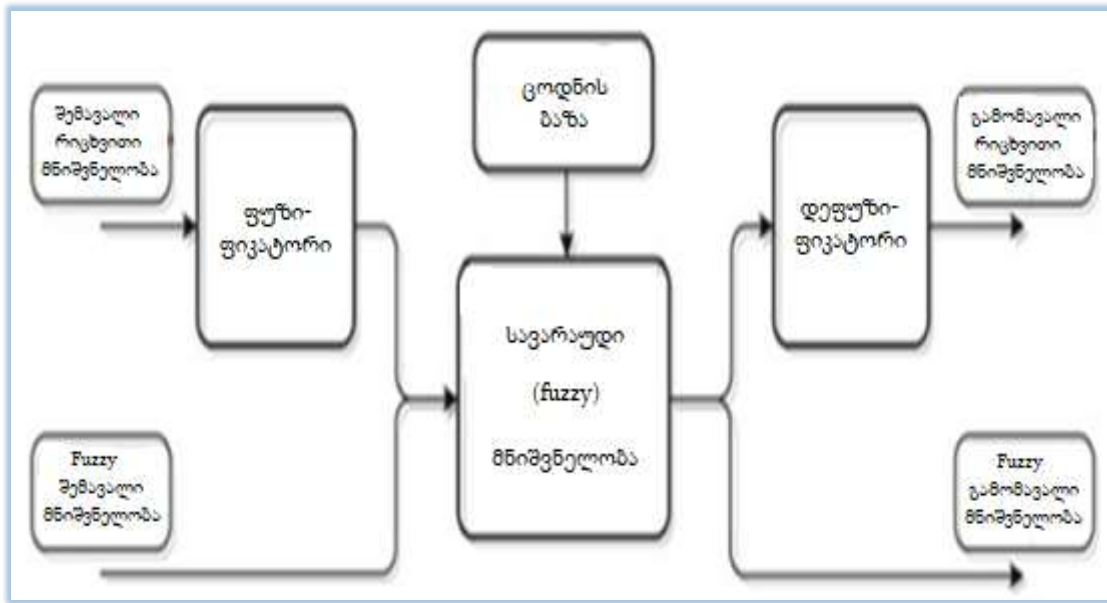 შემავალი
რიცხვითი
მნიშვნელობა
ფუზი-
ფიკატორი
ცოდნის
ბაზა
დეფუზი-
ფიკატორი
გამომავალი
რიცხვითი
მნიშვნელობა
სავარაუდი
(fuzzy)
მნიშვნელობა
Fuzzy
შემავალი
მნიშვნელობა
Fuzzy
გამომავალი
მნიშვნელობა